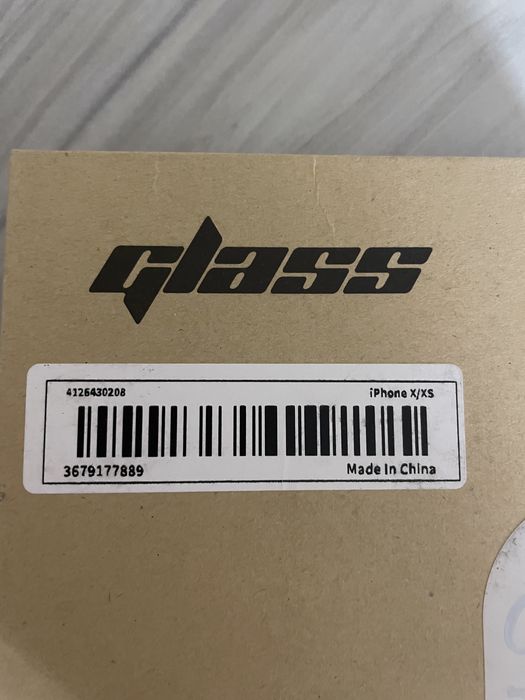 glass
4126430208
iPhone X/XS
3679177889
Made In China